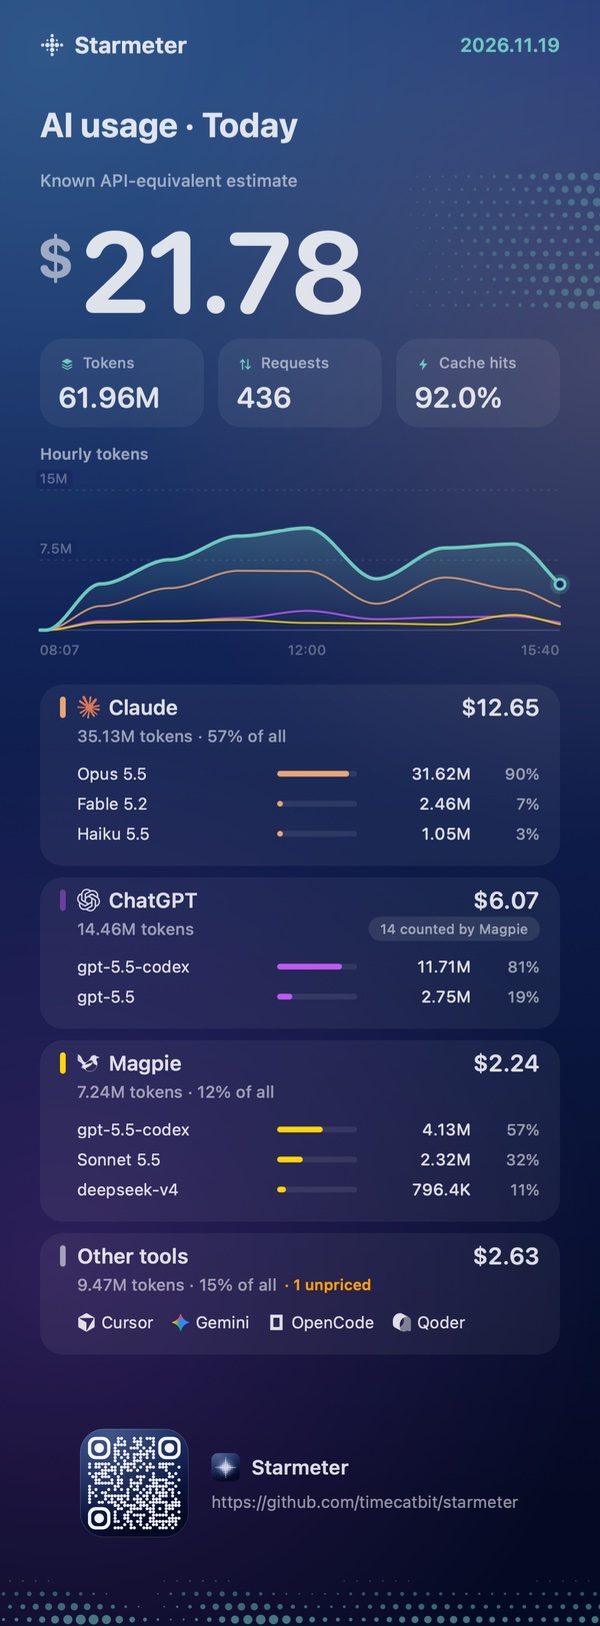 Starmeter
2026.11.19
AI usage · Today
Known API-equivalent estimate
$21.78
Tokens
61.96M
Requests
436
Cache hits
92.0%
Hourly tokens
15M
7.5M
08:07
12:00
15:40
Claude $12.65
35.13M tokens · 57% of all
Opus 5.5 31.62M 90%
Fable 5.2 2.46M 7%
Haiku 5.5 1.05M 3%
ChatGPT $6.07
14.46M tokens 14 counted by Magpie
gpt-5.5-codex 11.71M 81%
gpt-5.5 2.75M 19%
Magpie $2.24
7.24M tokens · 12% of all
gpt-5.5-codex 4.13M 57%
Sonnet 5.5 2.32M 32%
deepseek-v4 796.4K 11%
Other tools $2.63
9.47M tokens · 15% of all · 1 unpriced
Cursor Gemini OpenCode Qoder
Starmeter
https://github.com/timecatbit/starmeter